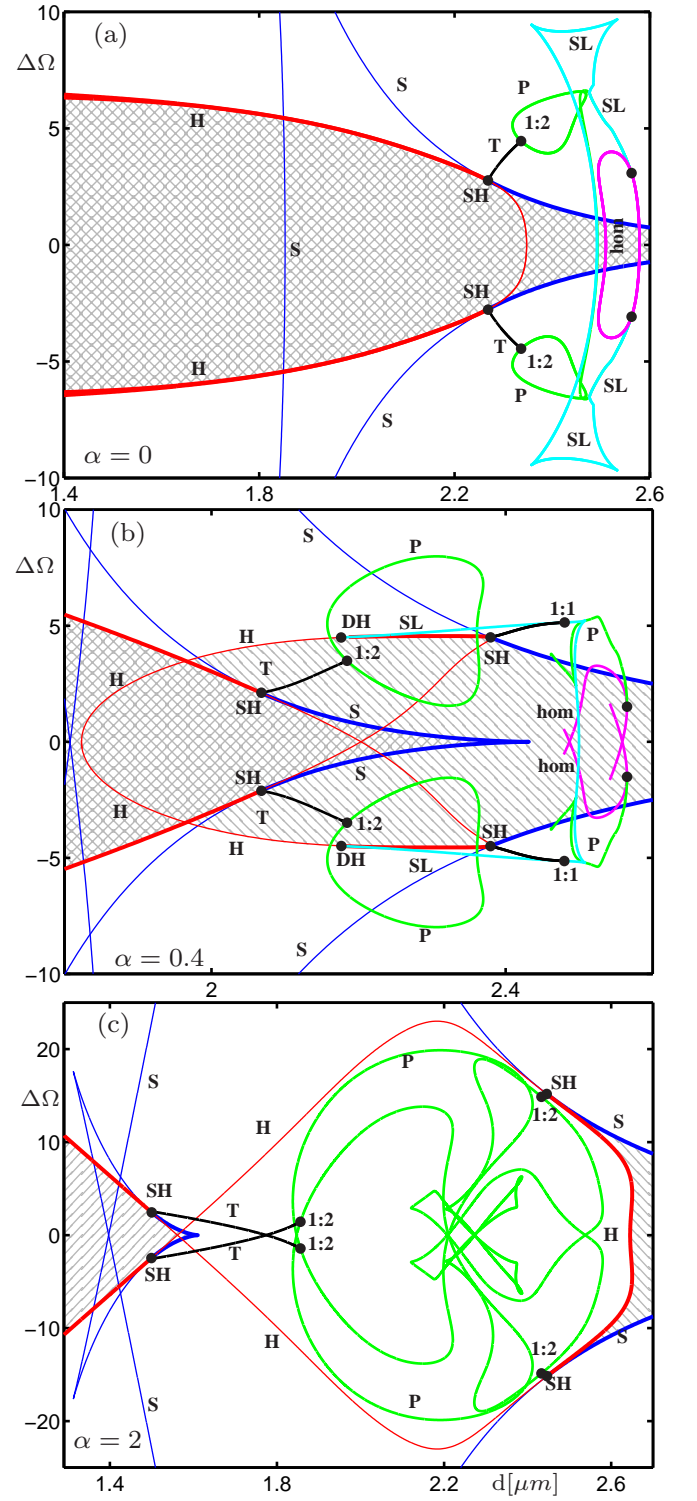 (a)
10
SL
ΔΩ
S
P
SL
5
H
1:2
T
SH
0
S
hom
SH
−5
H
T
1:2
P
SL
SL
S
α = 0
−10
1.4
1.8
2.2
2.6
(b)
10
S
P
ΔΩ
1:1
5
H
DH
SL
P
T
1:2
SH
H
SH
S
hom
0
hom
SH
S
T
1:2
H
SH
H
DH
SL
P
−5
1:1
P
S
α = 0.4
−10
2
2.4
(c)
20
S
P
SH
ΔΩ
1:2
S
10
H
SH
T
1:2
0
T
1:2
H
SH
−10
H
1:2
S
SH
P
S
−20
α = 2
1.4
1.8
2.2
d[μm]
2.6